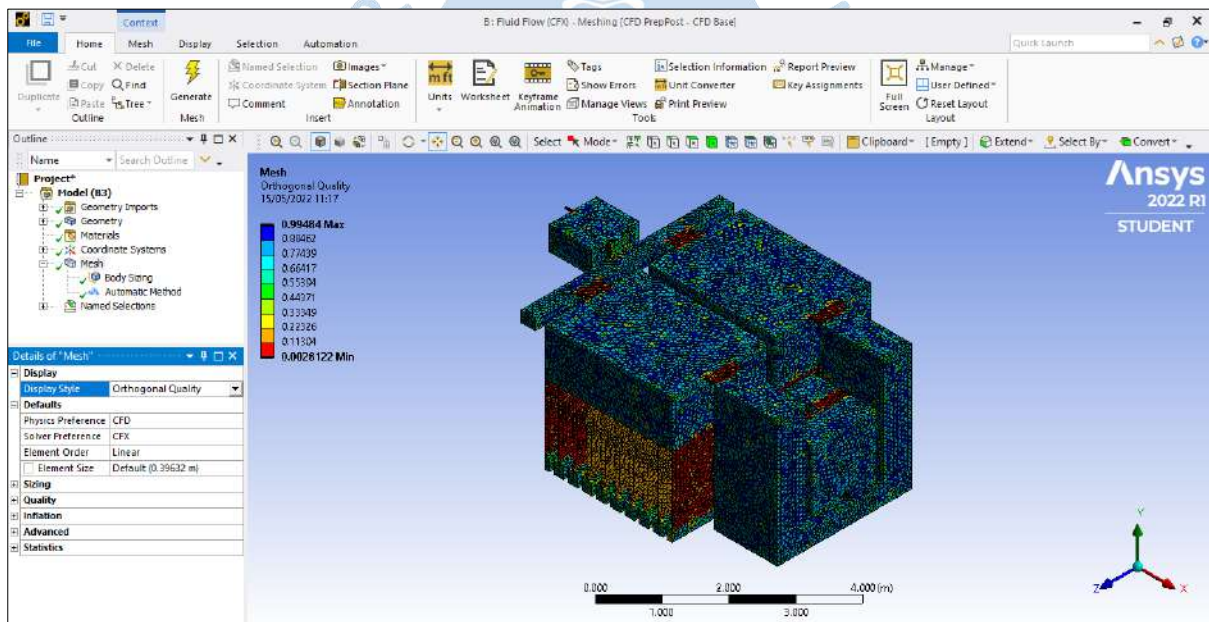 Context
B: Fluid Flow (CFX) - Meshing [CFD PrepPost - CFD Base]
File Home Mesh Display Selection Automation
Quick Launch
Duplicate
Cut
Copy
Paste
Delete
Find
Tree
Outline
Generate
Mesh
Named Selection
Coordinate System
Comment
Images
Section Plane
Annotation
Insert
Units
Worksheet
Keyframe Animation
Tags
Show Errors
Manage Views
Selection Information
Unit Converter
Print Preview
Report Preview
Key Assignments
Tools
Full Screen
Manage
User Defined
Reset Layout
Layout
Outline
Select Mode Clipboard [Empty] Extend Select By Convert
Name Search Outline
Project*
Model (B3)
Geometry Imports
Geometry
Materials
Coordinate Systems
Mesh
Body Sizing
Automatic Method
Named Selections
Details of "Mesh"
Display
Display Style Orthogonal Quality
Defaults
Physics Preference CFD
Solver Preference CFX
Element Order Linear
Element Size Default (0.39632 m)
Sizing
Quality
Inflation
Advanced
Statistics
Mesh
Orthogonal Quality
15/05/2022 11:17
0.99484 Max
0.88462
0.77439
0.66417
0.55394
0.44371
0.33349
0.22326
0.11304
0.0028122 Min
Ansys
2022 R1
STUDENT
0.000 2.000 4.000 (m)
1.000 3.000
Y
Z X